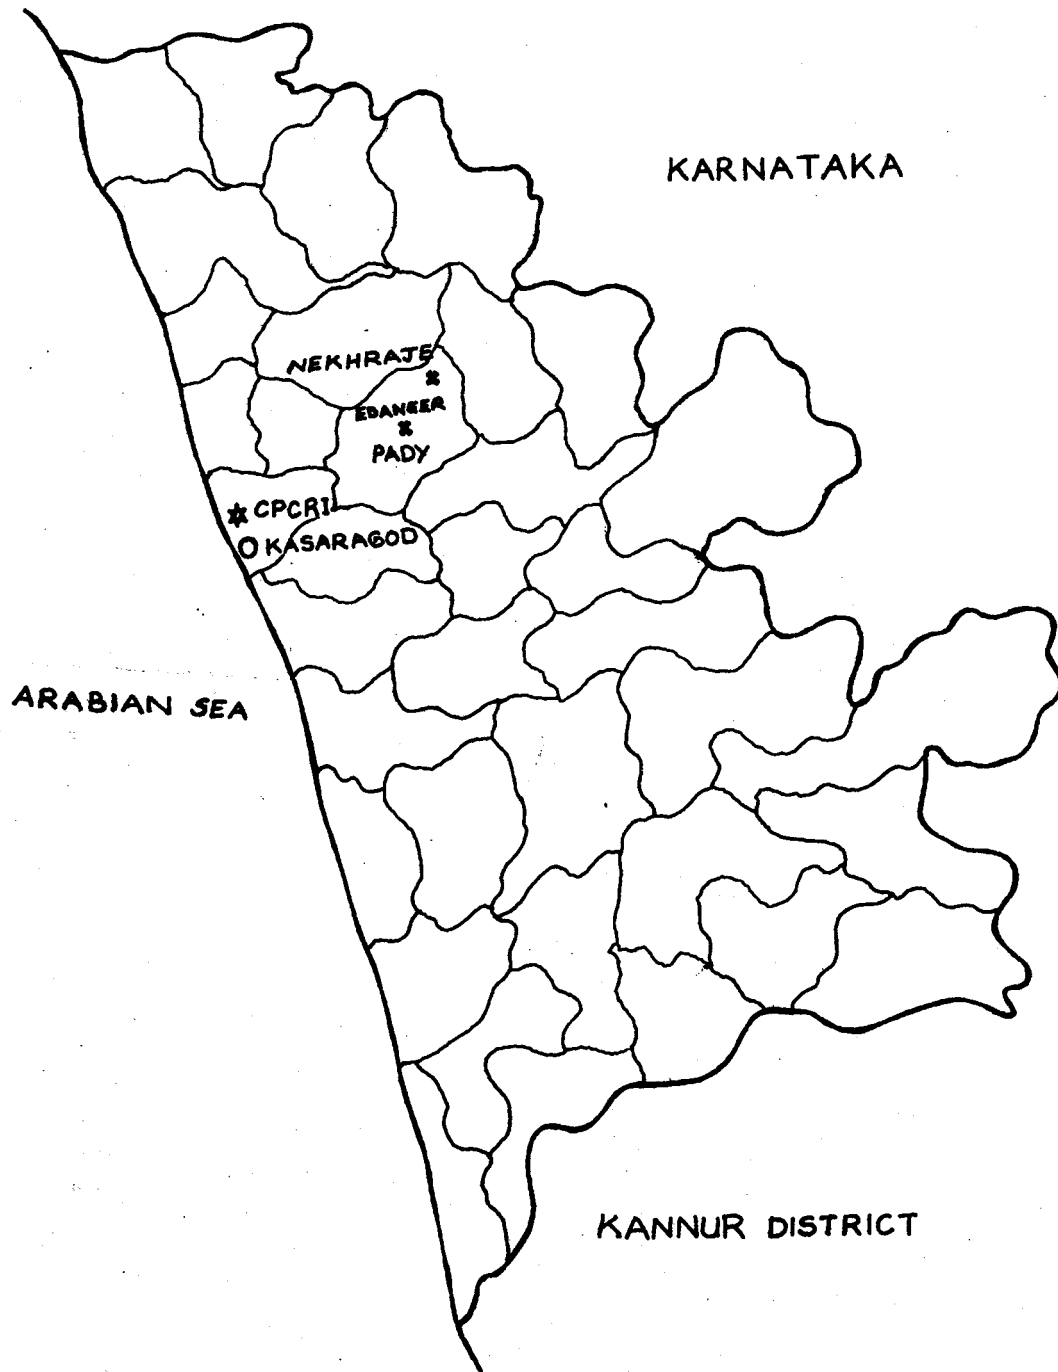 KARNATAKA
NEKHRAJE
EDANEER
PADY
CPCRI
KASARAGOD
ARABIAN SEA
KANNUR DISTRICT